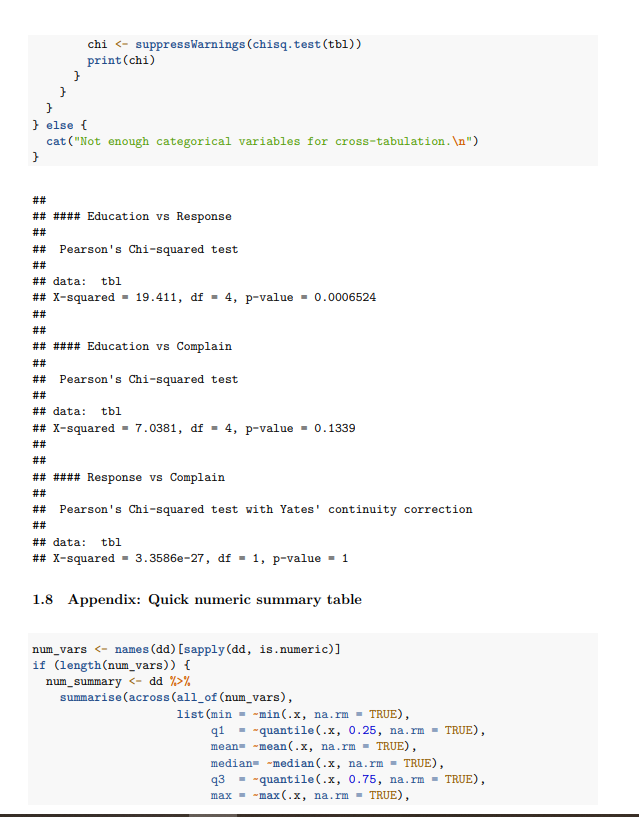 chi <- suppressWarnings(chisq.test(tbl))
        print(chi)
      }
    }
  }
} else {
  cat("Not enough categorical variables for cross-tabulation.\n")
}
##
## #### Education vs Response
##
##  Pearson's Chi-squared test
##
## data:  tbl
## X-squared = 19.411, df = 4, p-value = 0.0006524
##
##
## #### Education vs Complain
##
##  Pearson's Chi-squared test
##
## data:  tbl
## X-squared = 7.0381, df = 4, p-value = 0.1339
##
##
## #### Response vs Complain
##
##  Pearson's Chi-squared test with Yates' continuity correction
##
## data:  tbl
## X-squared = 3.3586e-27, df = 1, p-value = 1
1.8 Appendix: Quick numeric summary table
num_vars <- names(dd)[sapply(dd, is.numeric)]
if (length(num_vars)) {
  num_summary <- dd %>%
    summarise(across(all_of(num_vars),
                     list(min = ~min(.x, na.rm = TRUE),
                          q1  = ~quantile(.x, 0.25, na.rm = TRUE),
                          mean= ~mean(.x, na.rm = TRUE),
                          median= ~median(.x, na.rm = TRUE),
                          q3  = ~quantile(.x, 0.75, na.rm = TRUE),
                          max = ~max(.x, na.rm = TRUE),